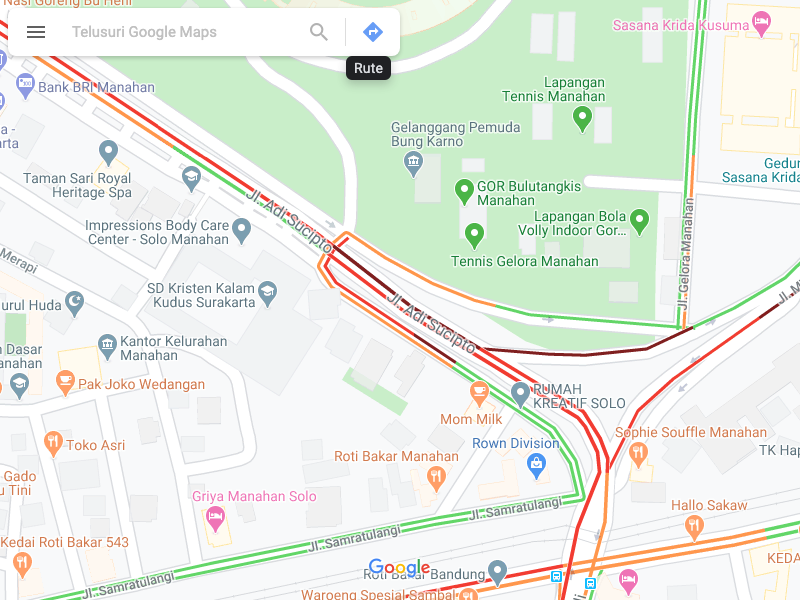 Nasi Goreng Bu Heni
Telusuri Google Maps
Rute
Sasana Krida Kusuma
Bank BRI Manahan
Lapangan
Tennis Manahan
Gelanggang Pemuda
Bung Karno
Gedun
Sasana Krida
Taman Sari Royal
Heritage Spa
GOR Bulutangkis
Manahan
Jl. Adi Sucipto
Impressions Body Care
Center - Solo Manahan
Lapangan Bola
Volly Indoor Gor...
Tennis Gelora Manahan
Jl. Gelora Manahan
Merapi
SD Kristen Kalam
Kudus Surakarta
Jl. Adi Sucipto
Jl. M
urul Huda
Kantor Kelurahan
Manahan
n Dasar
anahan
Pak Joko Wedangan
RUMAH
KREATIF SOLO
Mom Milk
Toko Asri
Rown Division
Sophie Souffle Manahan
TK Hap
Roti Bakar Manahan
Gado
u Tini
Griya Manahan Solo
Jl. Samratulangi
Hallo Sakaw
Jl. Samratulangi
Kedai Roti Bakar 543
Google
Roti Bakar Bandung
KEDA
Jl. Samratulangi
Waroeng Spesial Sambal